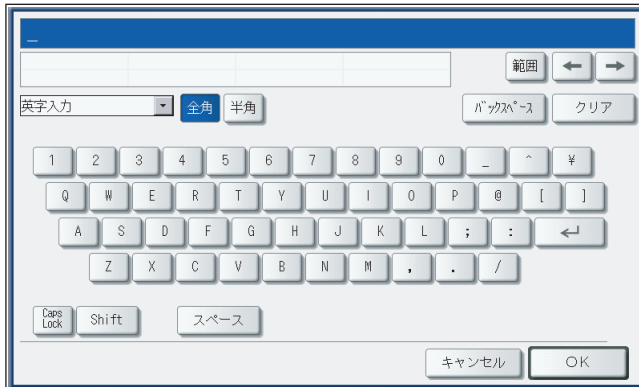 _
範囲 ← →
英字入力 全角 半角 バックスペース クリア
1 2 3 4 5 6 7 8 9 0 _ ^ ¥
Q W E R T Y U I O P @ [ ]
A S D F G H J K L ; : ↵
Z X C V B N M , . /
Caps Lock Shift スペース
キャンセル OK